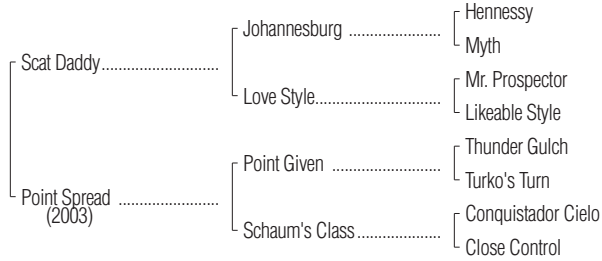 Hennessy
Johannesburg ....................
Myth
Scat Daddy..........................
Mr. Prospector
Love Style...........................
Likeable Style
Thunder Gulch
Point Given ........................
Turko's Turn
Point Spread ......................
(2003)
Conquistador Cielo
Schaum's Class..................
Close Control